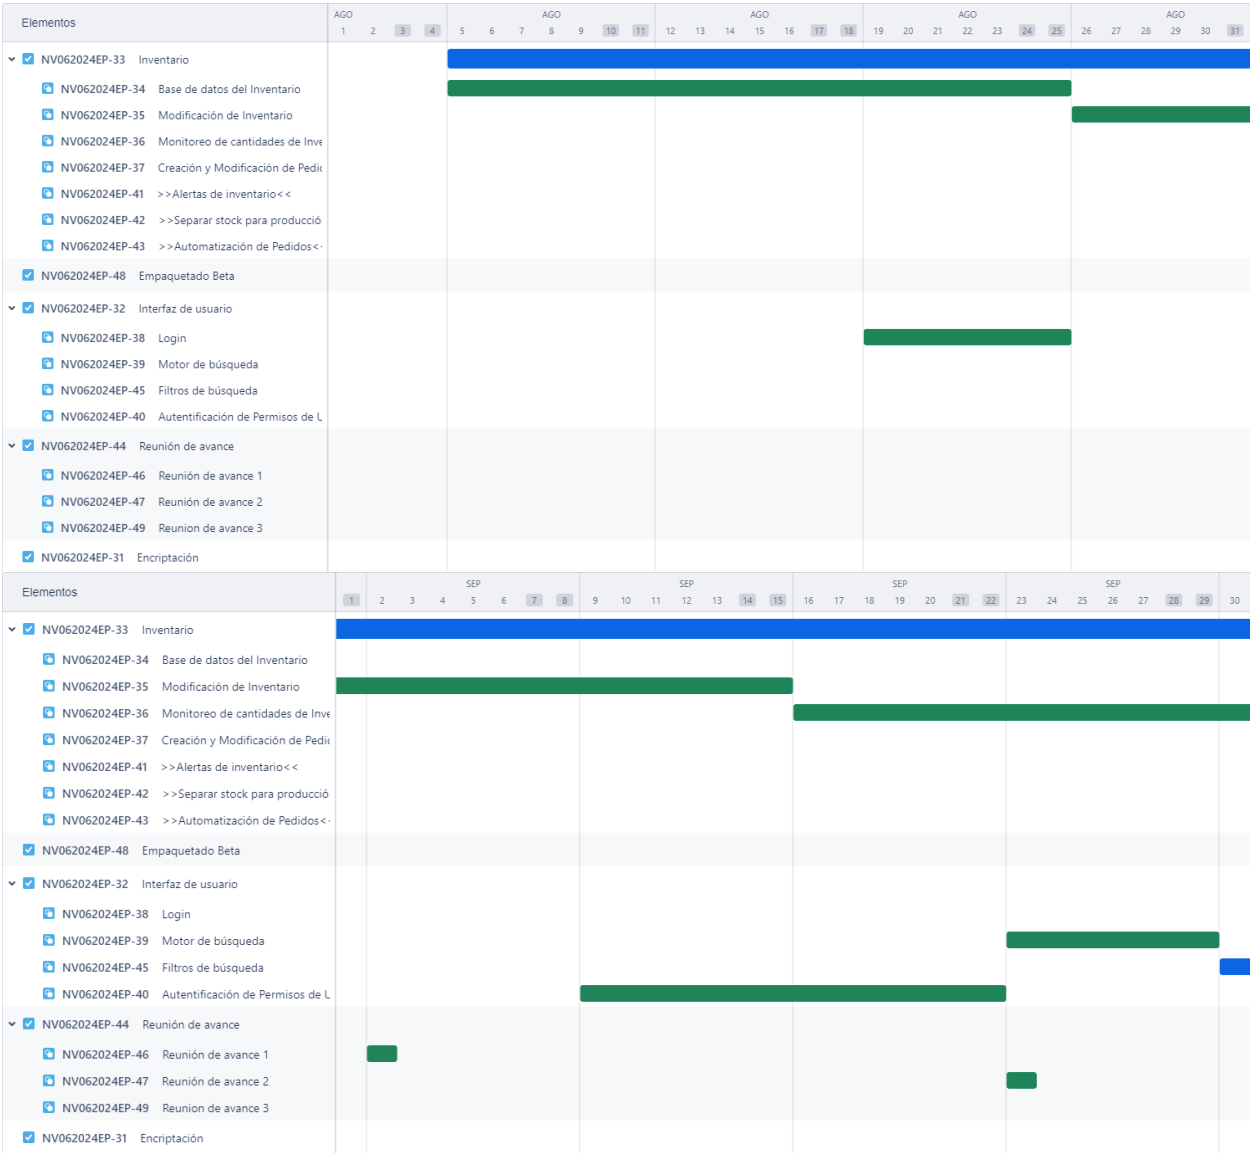 Elementos
AGO AGO AGO AGO AGO
1 2 3 4 5 6 7 8 9 10 11 12 13 14 15 16 17 18 19 20 21 22 23 24 25 26 27 28 29 30 31
NV062024EP-33 Inventario
NV062024EP-34 Base de datos del Inventario
NV062024EP-35 Modificación de Inventario
NV062024EP-36 Monitoreo de cantidades de Inve
NV062024EP-37 Creación y Modificación de Pedic
NV062024EP-41 >>Alertas de inventario<<
NV062024EP-42 >>Separar stock para producció
NV062024EP-43 >>Automatización de Pedidos<
NV062024EP-48 Empaquetado Beta
NV062024EP-32 Interfaz de usuario
NV062024EP-38 Login
NV062024EP-39 Motor de búsqueda
NV062024EP-45 Filtros de búsqueda
NV062024EP-40 Autentificación de Permisos de U
NV062024EP-44 Reunión de avance
NV062024EP-46 Reunión de avance 1
NV062024EP-47 Reunión de avance 2
NV062024EP-49 Reunion de avance 3
NV062024EP-31 Encriptación
Elementos
SEP SEP SEP SEP
1 2 3 4 5 6 7 8 9 10 11 12 13 14 15 16 17 18 19 20 21 22 23 24 25 26 27 28 29 30
NV062024EP-33 Inventario
NV062024EP-34 Base de datos del Inventario
NV062024EP-35 Modificación de Inventario
NV062024EP-36 Monitoreo de cantidades de Inve
NV062024EP-37 Creación y Modificación de Pedic
NV062024EP-41 >>Alertas de inventario<<
NV062024EP-42 >>Separar stock para producció
NV062024EP-43 >>Automatización de Pedidos<
NV062024EP-48 Empaquetado Beta
NV062024EP-32 Interfaz de usuario
NV062024EP-38 Login
NV062024EP-39 Motor de búsqueda
NV062024EP-45 Filtros de búsqueda
NV062024EP-40 Autentificación de Permisos de U
NV062024EP-44 Reunión de avance
NV062024EP-46 Reunión de avance 1
NV062024EP-47 Reunión de avance 2
NV062024EP-49 Reunion de avance 3
NV062024EP-31 Encriptación